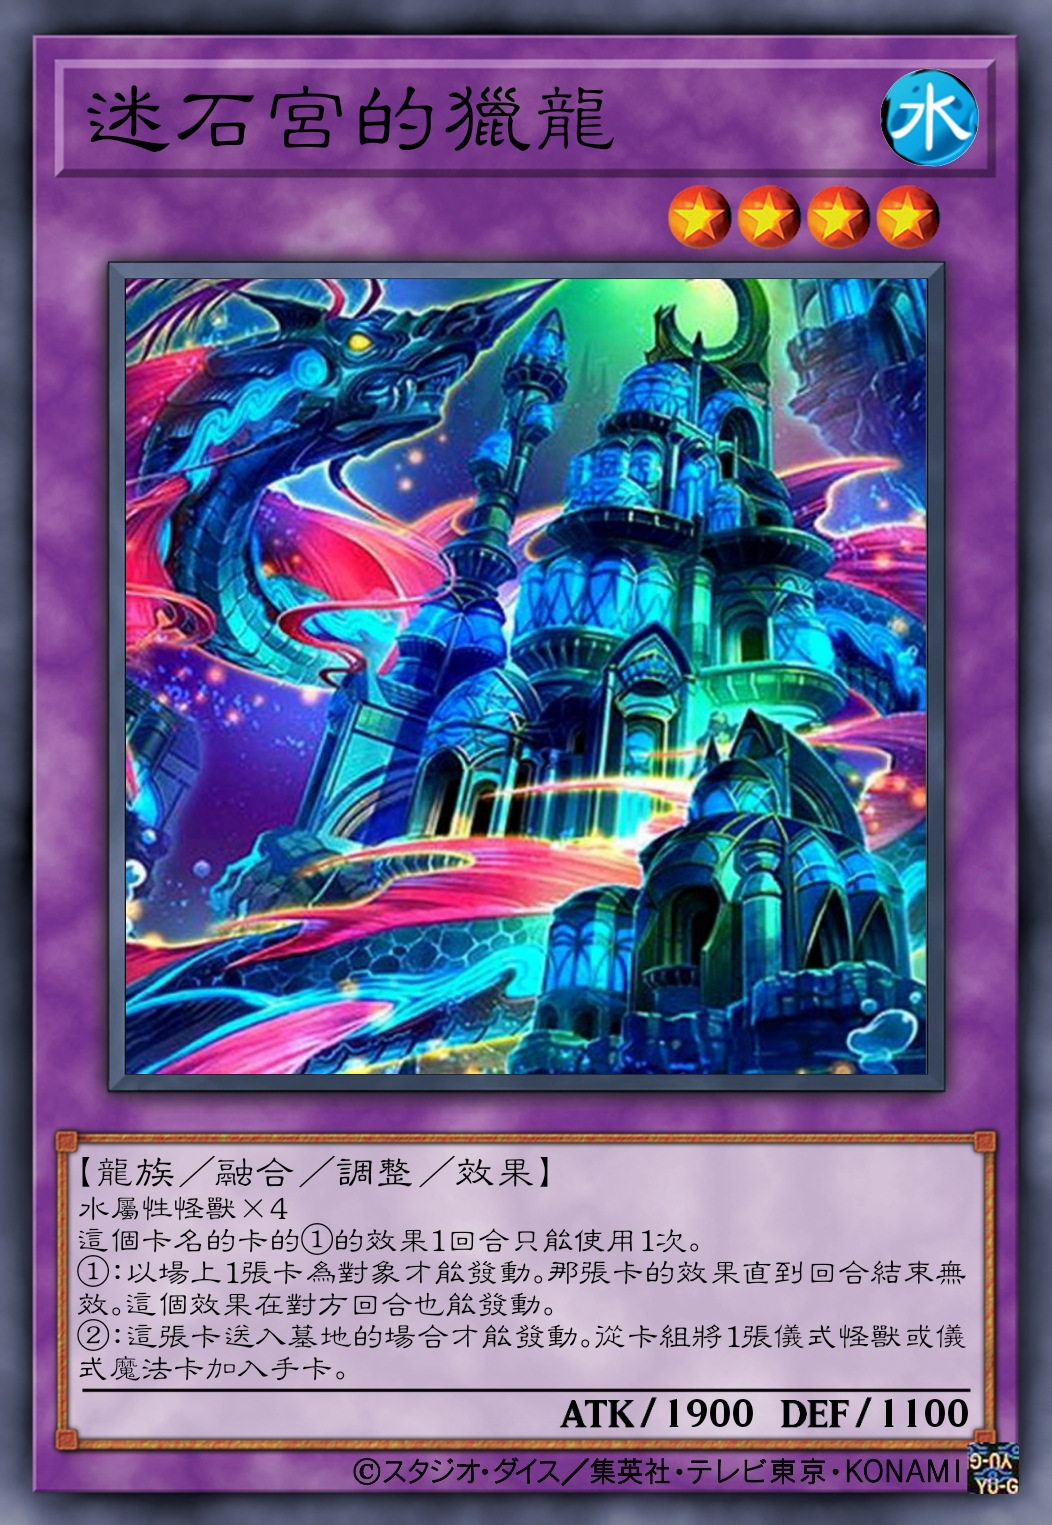 迷石宮的獵龍
水
【龍族／融合／調整／效果】
水屬性怪獸×4
這個卡名的卡的①的效果1回合只能使用1次。
①：以場上1張卡為對象才能發動。那張卡的效果直到回合結束無
效。這個效果在對方回合也能發動。
②：這張卡送入墓地的場合才能發動。從卡組將1張儀式怪獸或儀
式魔法卡加入手卡。
ATK/1900 DEF/1100
©スタジオ・ダイス／集英社・テレビ東京・KONAMI
YU-G
YU-G